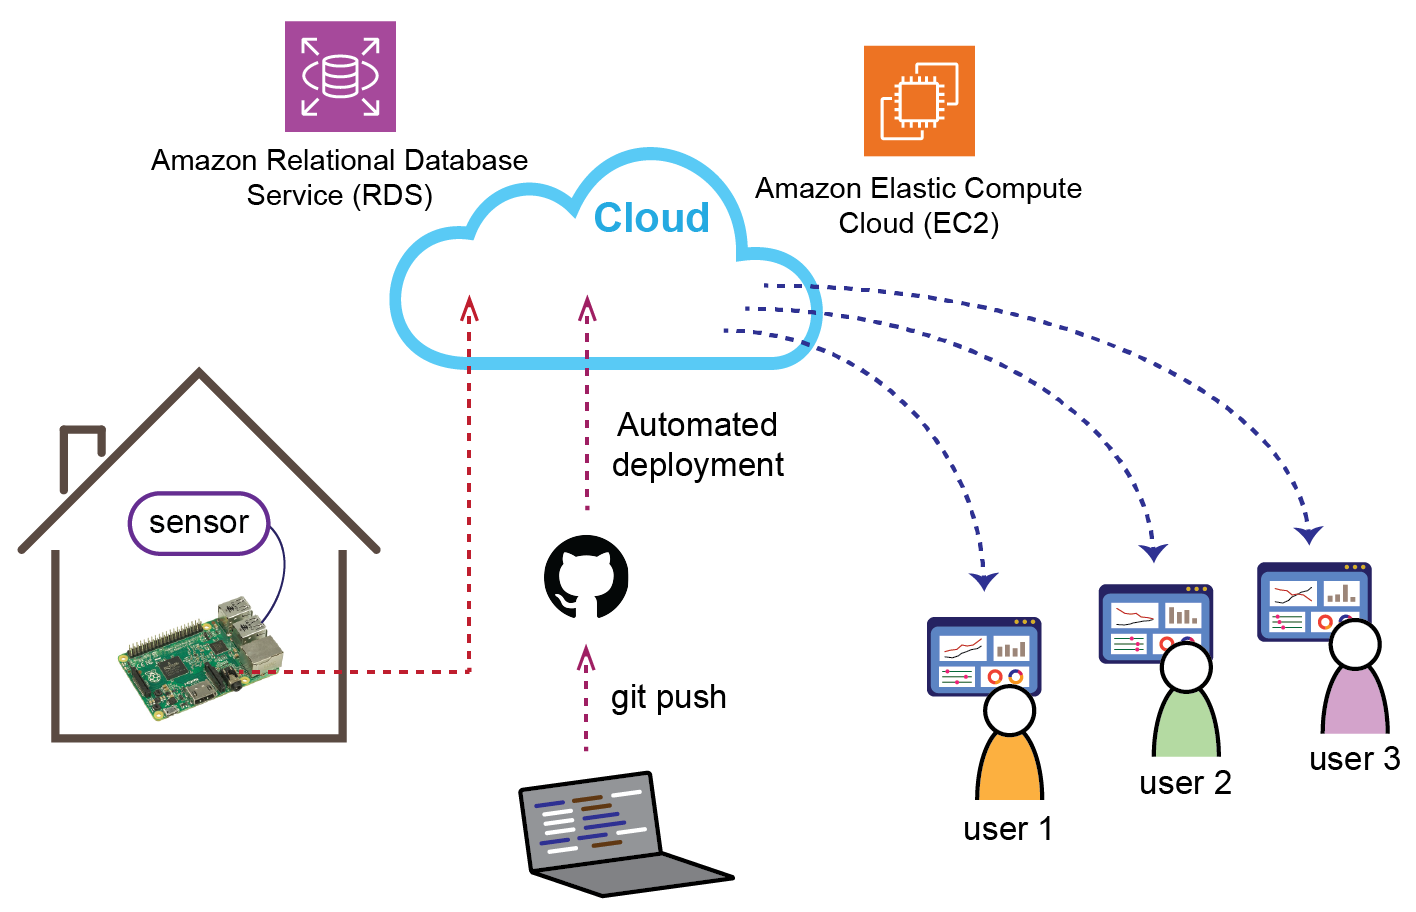 Amazon Relational Database
Service (RDS)
Amazon Elastic Compute
Cloud (EC2)
Cloud
Automated
deployment
sensor
git push
user 1
user 2
user 3